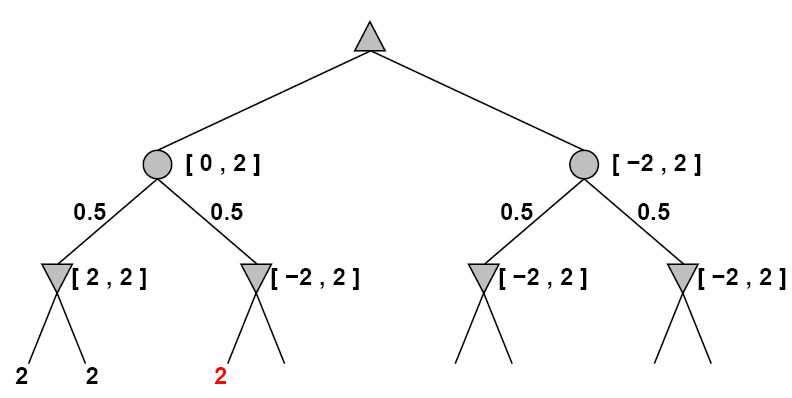 [ 0 , 2 ] [ −2 , 2 ]
0.5 0.5 0.5 0.5
[ 2 , 2 ] [ −2 , 2 ] [ −2 , 2 ] [ −2 , 2 ]
2 2 2